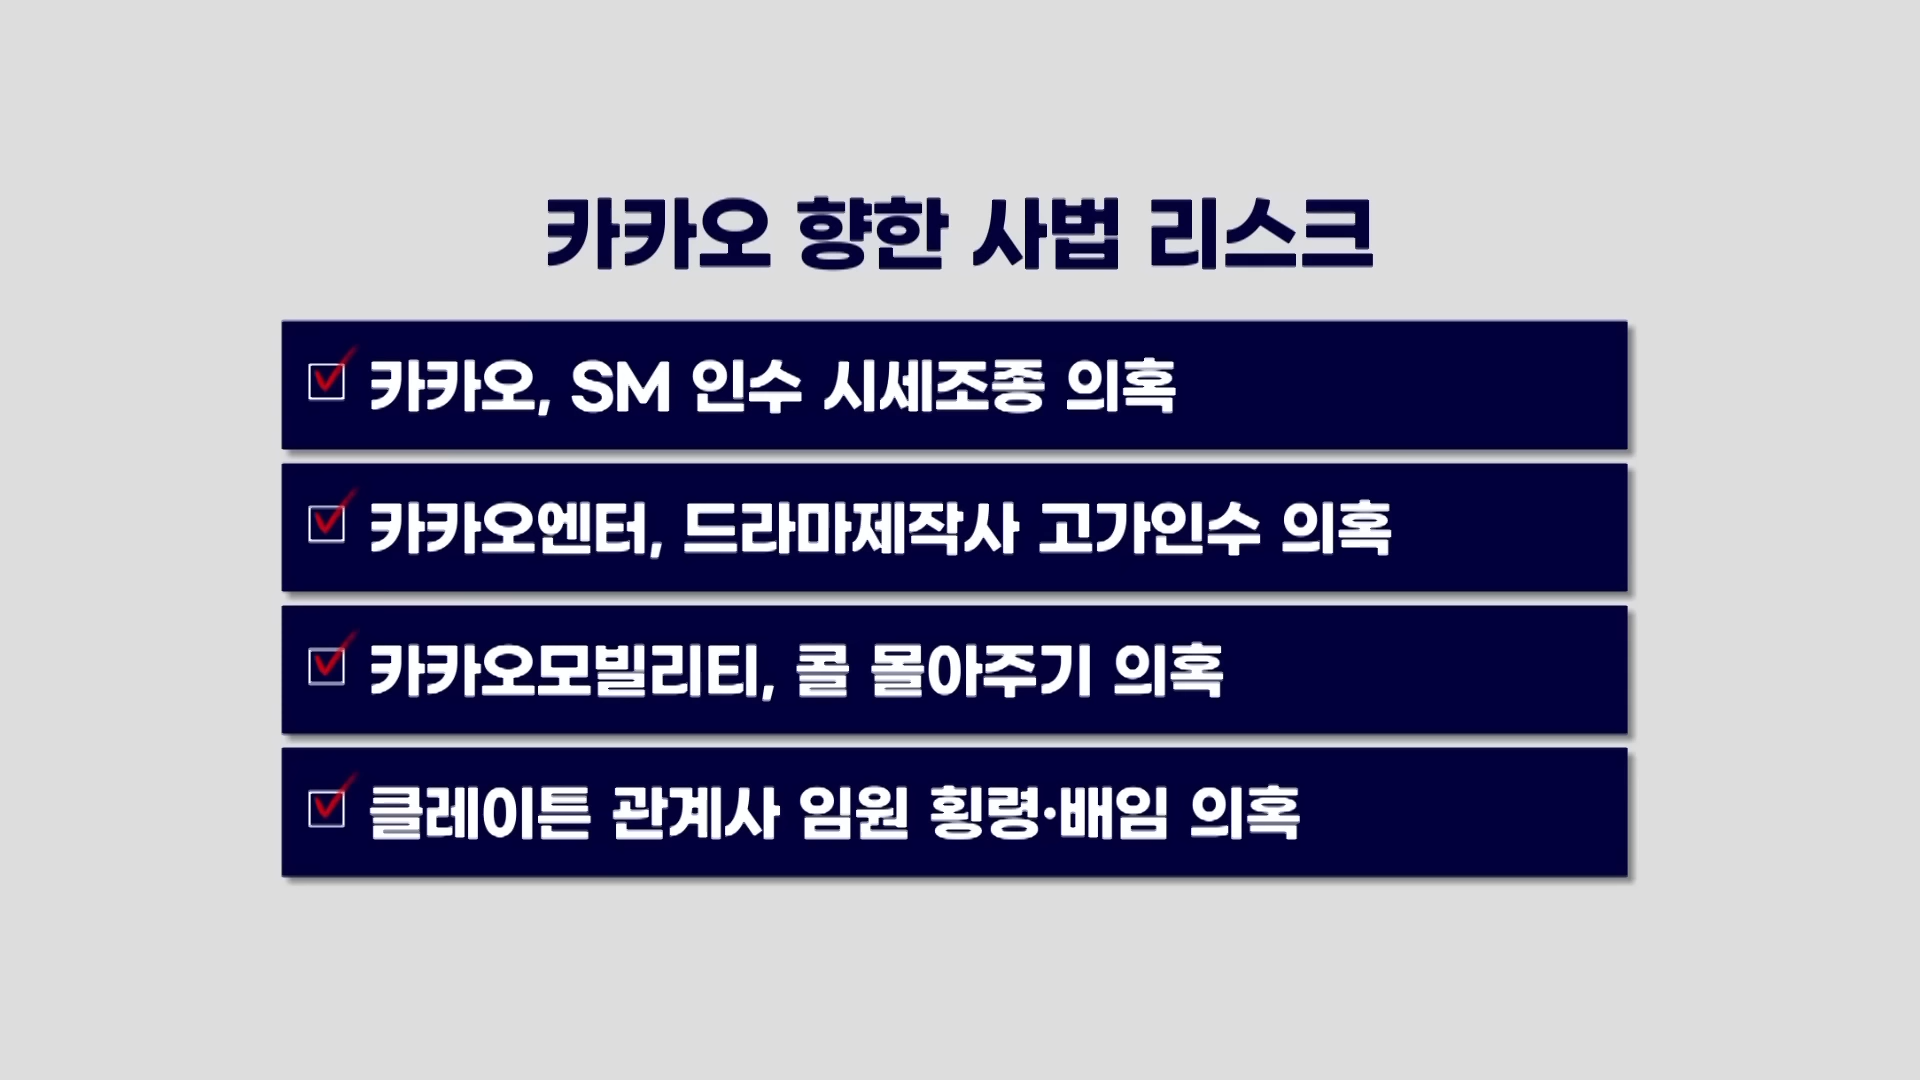 카카오 향한 사법 리스크
카카오, SM 인수 시세조종 의혹
카카오엔터, 드라마제작사 고가인수 의혹
카카오모빌리티, 콜 몰아주기 의혹
클레이튼 관계사 임원 횡령·배임 의혹